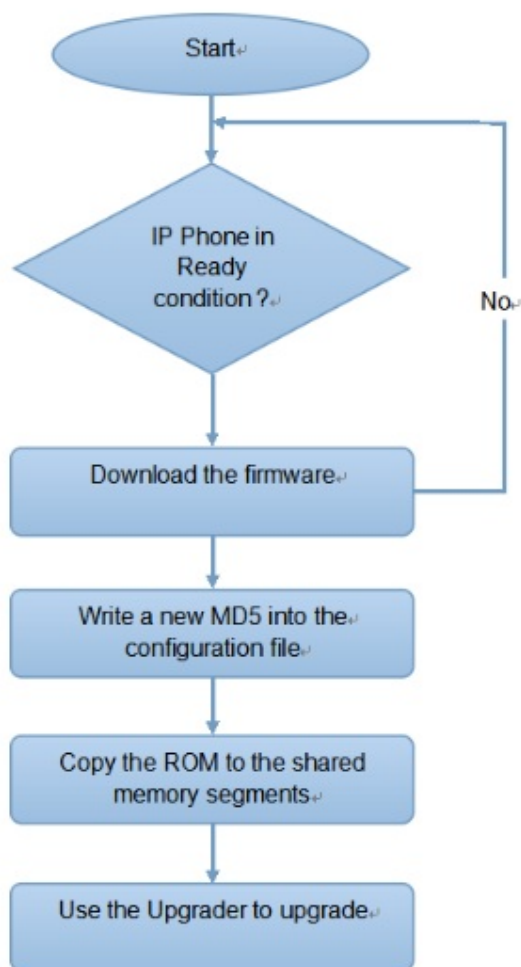 Start
IP Phone in
Ready
condition ?
No
Download the firmware
Write a new MD5 into the
configuration file
Copy the ROM to the shared
memory segments
Use the Upgrader to upgrade